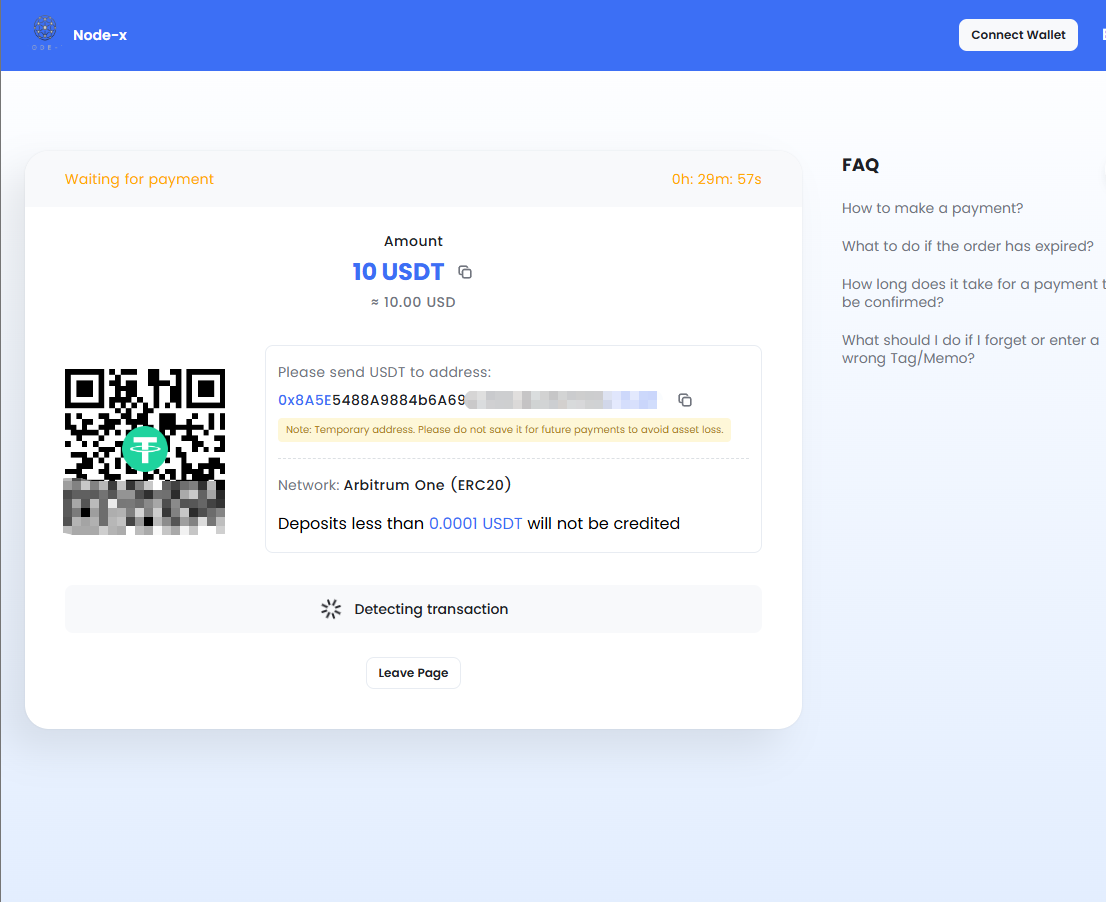 Node-x
Connect Wallet
Waiting for payment
0h: 29m: 57s
Amount
10 USDT
≈ 10.00 USD
Please send USDT to address:
0x8A5E5488A9884b6A69
Note: Temporary address. Please do not save it for future payments to avoid asset loss.
Network: Arbitrum One (ERC20)
Deposits less than 0.0001 USDT will not be credited
Detecting transaction
Leave Page
FAQ
How to make a payment?
What to do if the order has expired?
How long does it take for a payment t
be confirmed?
What should I do if I forget or enter a
wrong Tag/Memo?